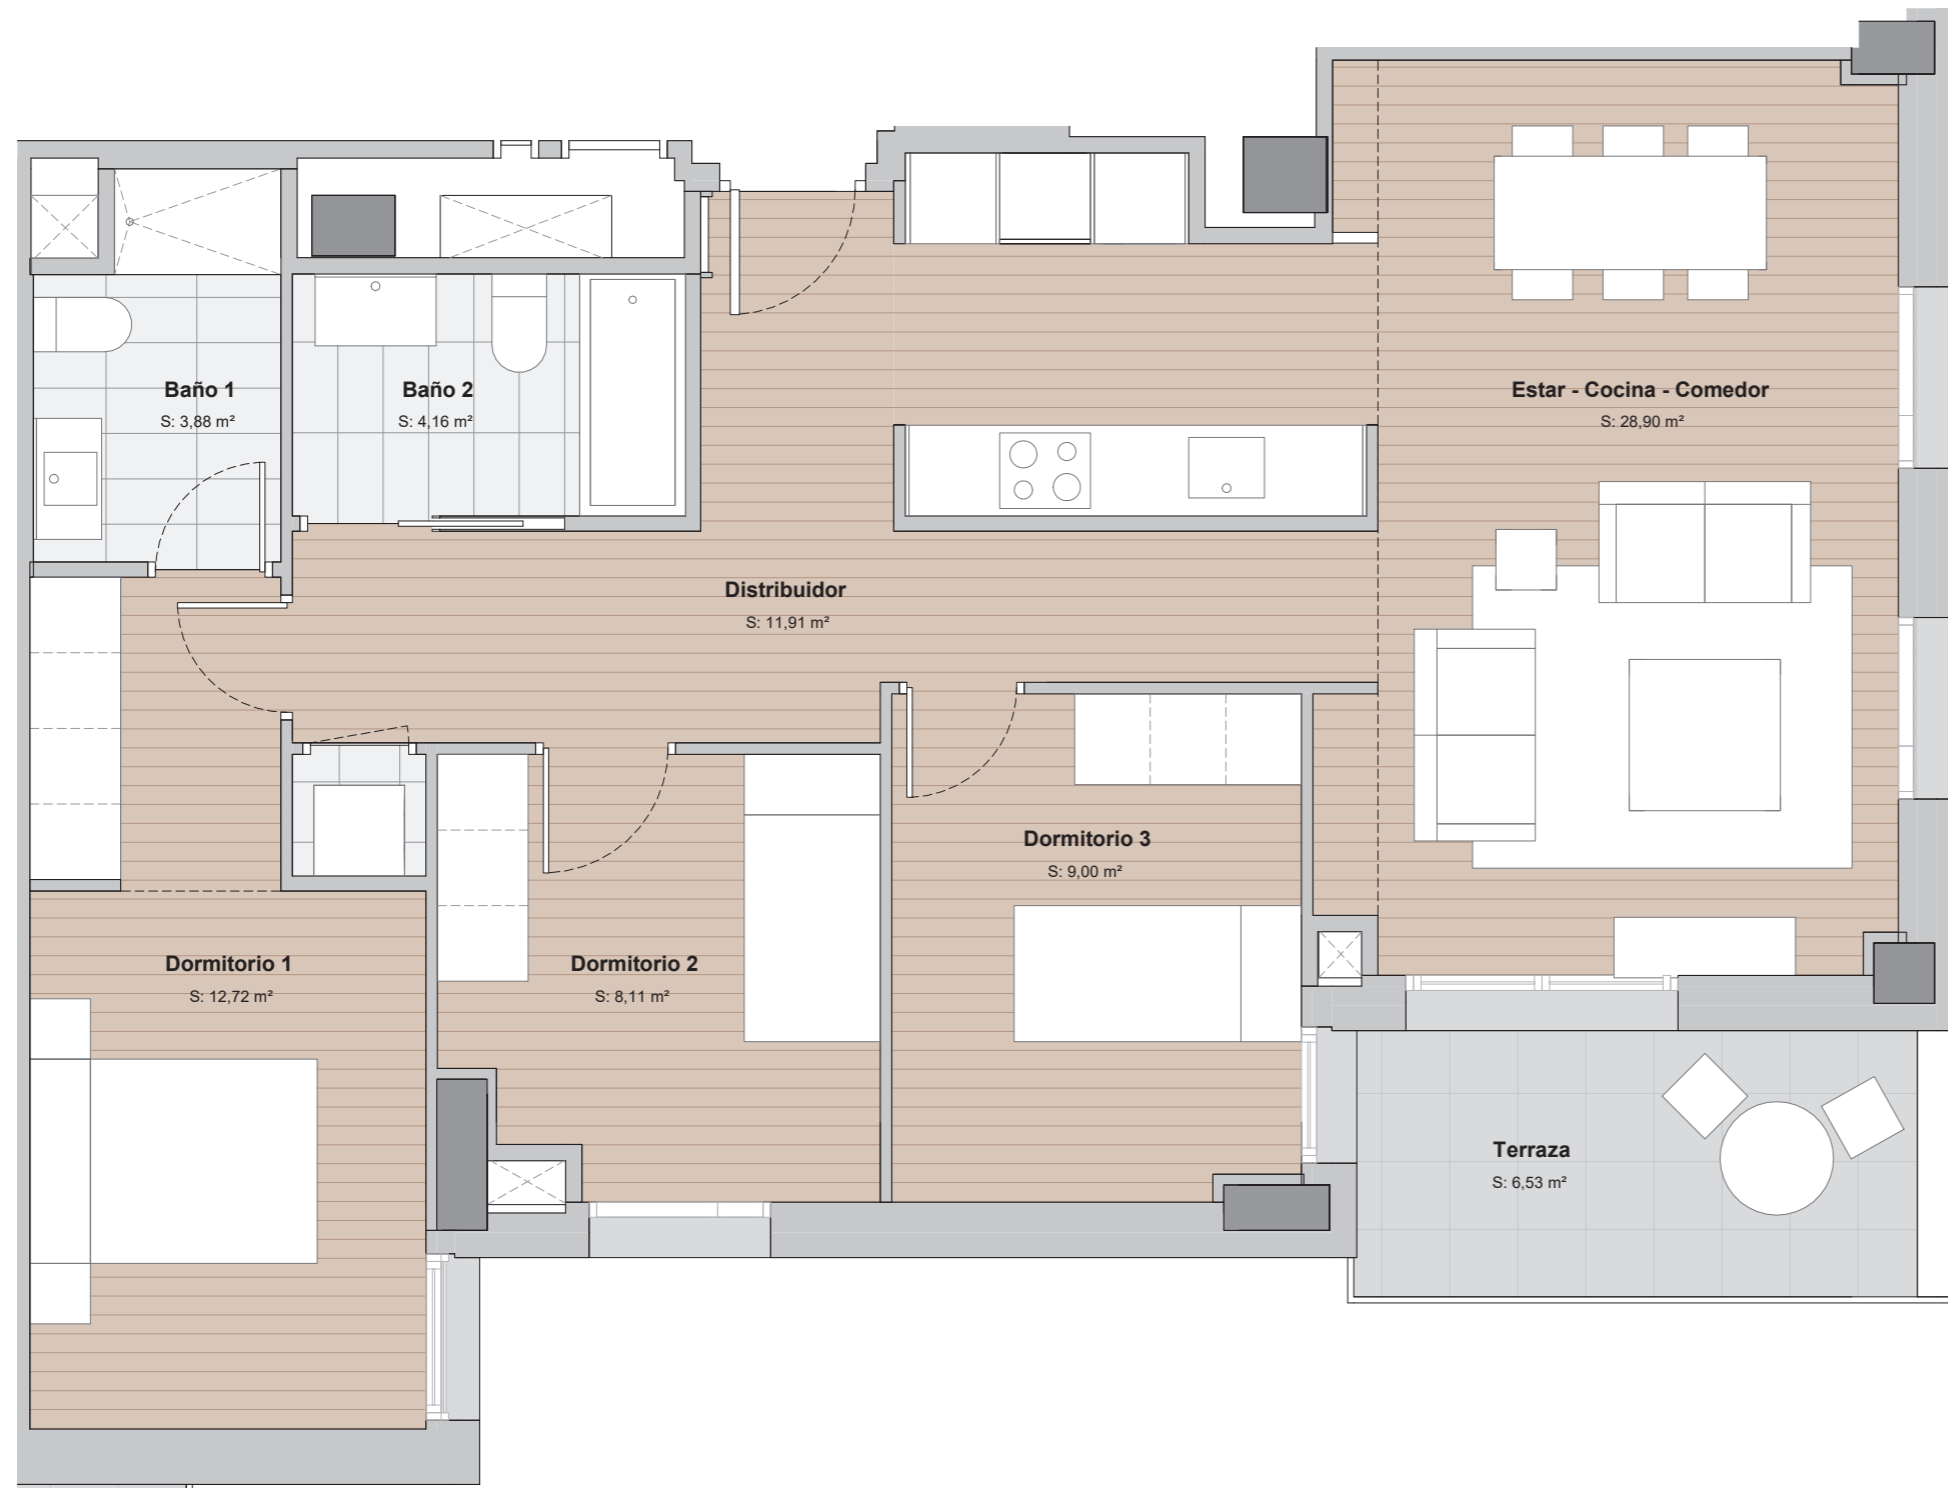 Baño 1
S: 3,88 m²
Baño 2
S: 4,16 m²
Estar - Cocina - Comedor
S: 28,90 m²
Distribuidor
S: 11,91 m²
Dormitorio 3
S: 9,00 m²
Dormitorio 1
S: 12,72 m²
Dormitorio 2
S: 8,11 m²
Terraza
S: 6,53 m²